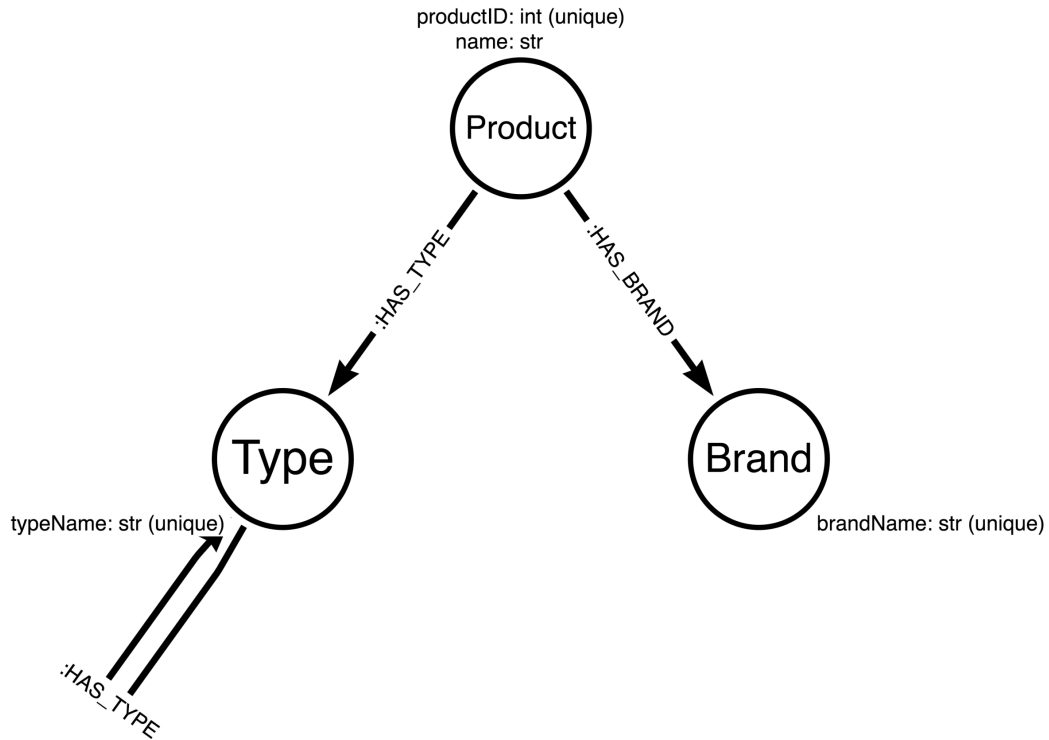 productID: int (unique)
name: str
Product
:HAS_TYPE
:HAS_BRAND
Type
Brand
typeName: str (unique)
brandName: str (unique)
:HAS_TYPE